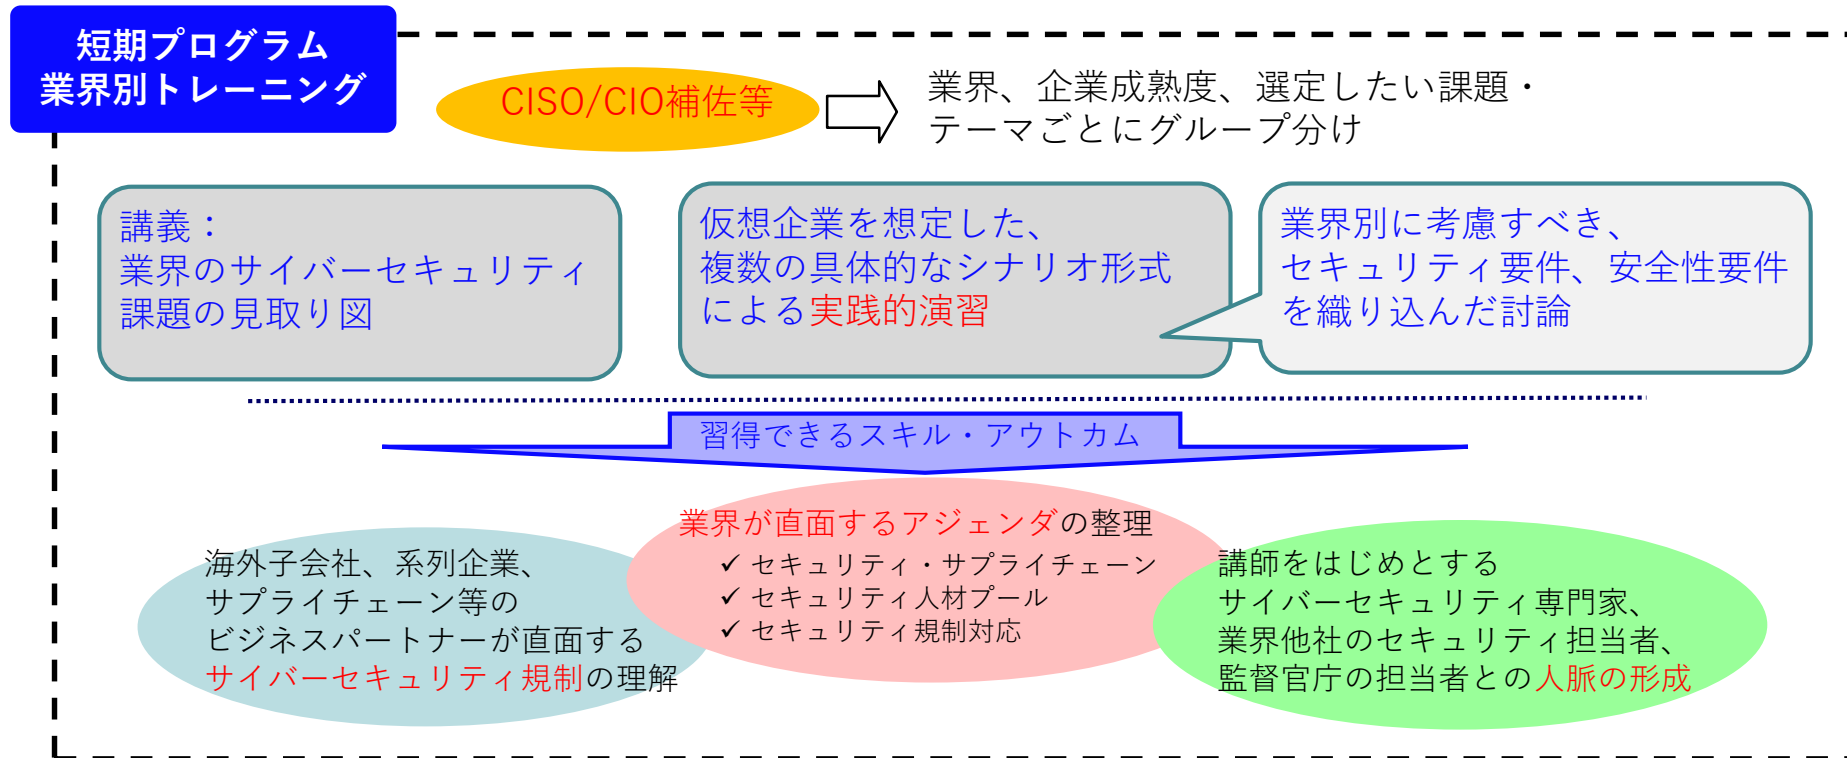 短期プログラム
業界別トレーニング
CISO/CIO補佐等
業界、企業成熟度、選定したい課題・
テーマごとにグループ分け
講義：
業界のサイバーセキュリティ
課題の見取り図
仮想企業を想定した、
複数の具体的なシナリオ形式
による実践的演習
業界別に考慮すべき、
セキュリティ要件、安全性要件
を織り込んだ討論
習得できるスキル・アウトカム
海外子会社、系列企業、
サプライチェーン等の
ビジネスパートナーが直面する
サイバーセキュリティ規制の理解
業界が直面するアジェンダの整理
✓ セキュリティ・サプライチェーン
✓ セキュリティ人材プール
✓ セキュリティ規制対応
講師をはじめとする
サイバーセキュリティ専門家、
業界他社のセキュリティ担当者、
監督官庁の担当者との人脈の形成